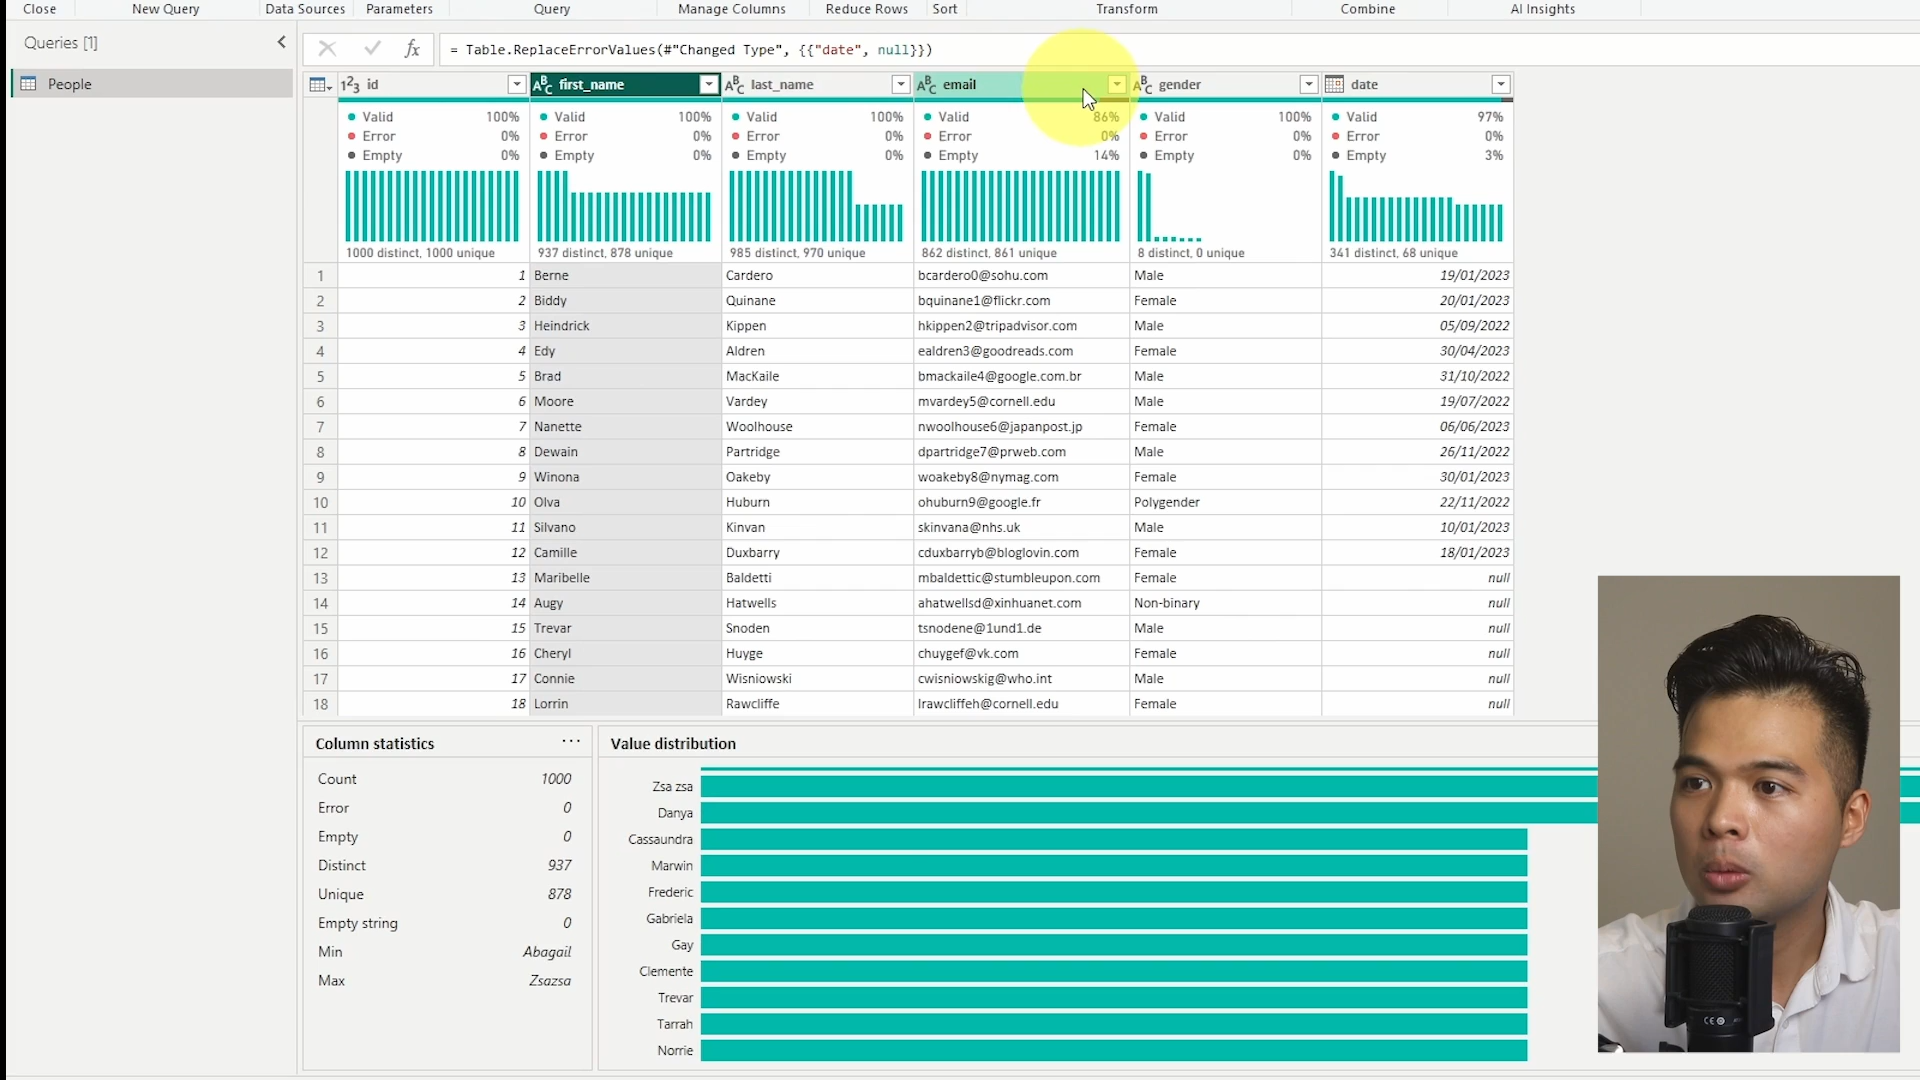 Close New Query Data Sources Parameters Query Manage Columns Reduce Rows Sort Transform Combine AI Insights
Queries [1]
People
fx = Table.ReplaceErrorValues(#"Changed Type", {{"date", null}})
1²3 id ABC first_name ABC last_name ABC email ABC gender date
Valid 100% Valid 100% Valid 100% Valid 86% Valid 100% Valid 97%
Error 0% Error 0% Error 0% Error 0% Error 0% Error 0%
Empty 0% Empty 0% Empty 0% Empty 14% Empty 0% Empty 3%
1000 distinct, 1000 unique 937 distinct, 878 unique 985 distinct, 970 unique 862 distinct, 861 unique 8 distinct, 0 unique 341 distinct, 68 unique
1 1 Berne Cardero bcardero0@sohu.com Male 19/01/2023
2 2 Biddy Quinane bquinane1@flickr.com Female 20/01/2023
3 3 Heindrick Kippen hkippen2@tripadvisor.com Male 05/09/2022
4 4 Edy Aldren ealdren3@goodreads.com Female 30/04/2023
5 5 Brad MacKaile bmackaile4@google.com.br Male 31/10/2022
6 6 Moore Vardey mvardey5@cornell.edu Male 19/07/2022
7 7 Nanette Woolhouse nwoolhouse6@japanpost.jp Female 06/06/2023
8 8 Dewain Partridge dpartridge7@prweb.com Male 26/11/2022
9 9 Winona Oakeby woakeby8@nymag.com Female 30/01/2023
10 10 Olva Huburn ohuburn9@google.fr Polygender 22/11/2022
11 11 Silvano Kinvan skinvana@nhs.uk Male 10/01/2023
12 12 Camille Duxbarry cduxbarryb@bloglovin.com Female 18/01/2023
13 13 Maribelle Baldetti mbaldettic@stumbleupon.com Female null
14 14 Augy Hatwells ahatwellsd@xinhuanet.com Non-binary null
15 15 Trevar Snoden tsnodene@1und1.de Male null
16 16 Cheryl Huyge chuygef@vk.com Female null
17 17 Connie Wisniowski cwisniowskig@who.int Male null
18 18 Lorrin Rawcliffe lrawcliffeh@cornell.edu Female null
Column statistics ...
Count 1000
Error 0
Empty 0
Distinct 937
Unique 878
Empty string 0
Min Abagail
Max Zsazsa
Value distribution
Zsa zsa
Danya
Cassaundra
Marwin
Frederic
Gabriela
Gay
Clemente
Trevar
Tarrah
Norrie
CE